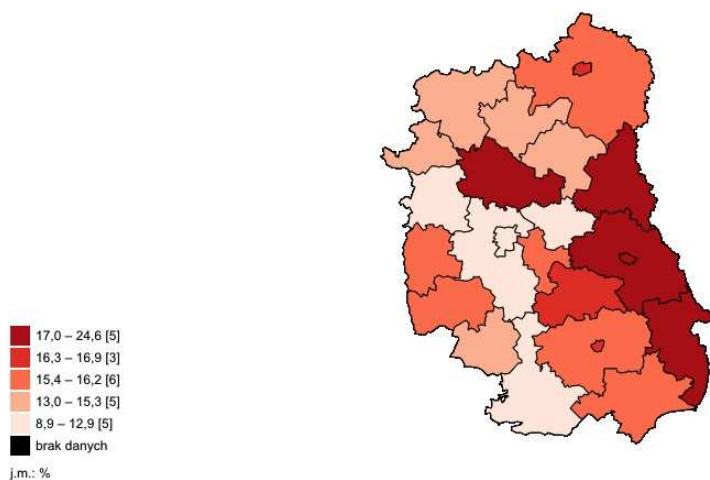 17,0 – 24,6 [5]
16,3 – 16,9 [3]
15,4 – 16,2 [6]
13,0 – 15,3 [5]
8,9 – 12,9 [5]
brak danych
j.m.: %